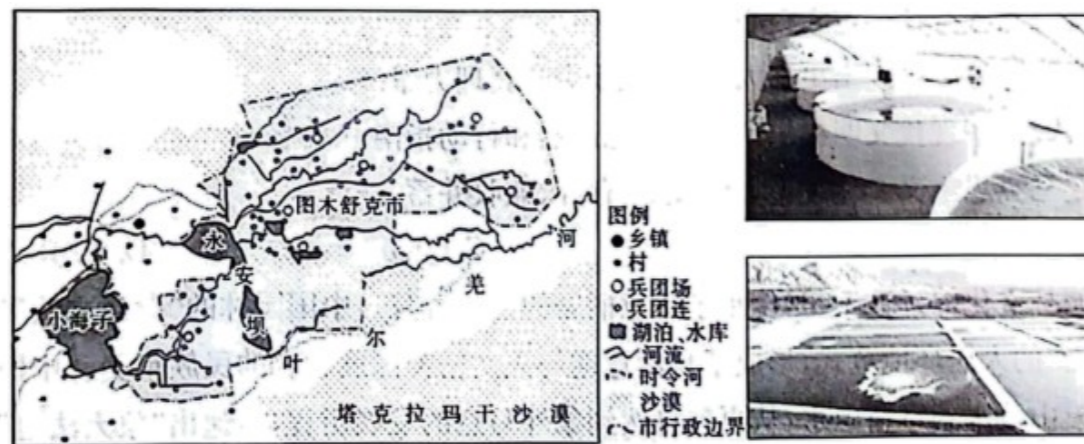 图木舒克市
永
安
坝
小海子
叶
尔
羌
河
塔克拉玛干沙漠
图例
乡镇
村
兵团场
兵团连
湖泊、水库
河流
时令河
沙漠
市行政边界